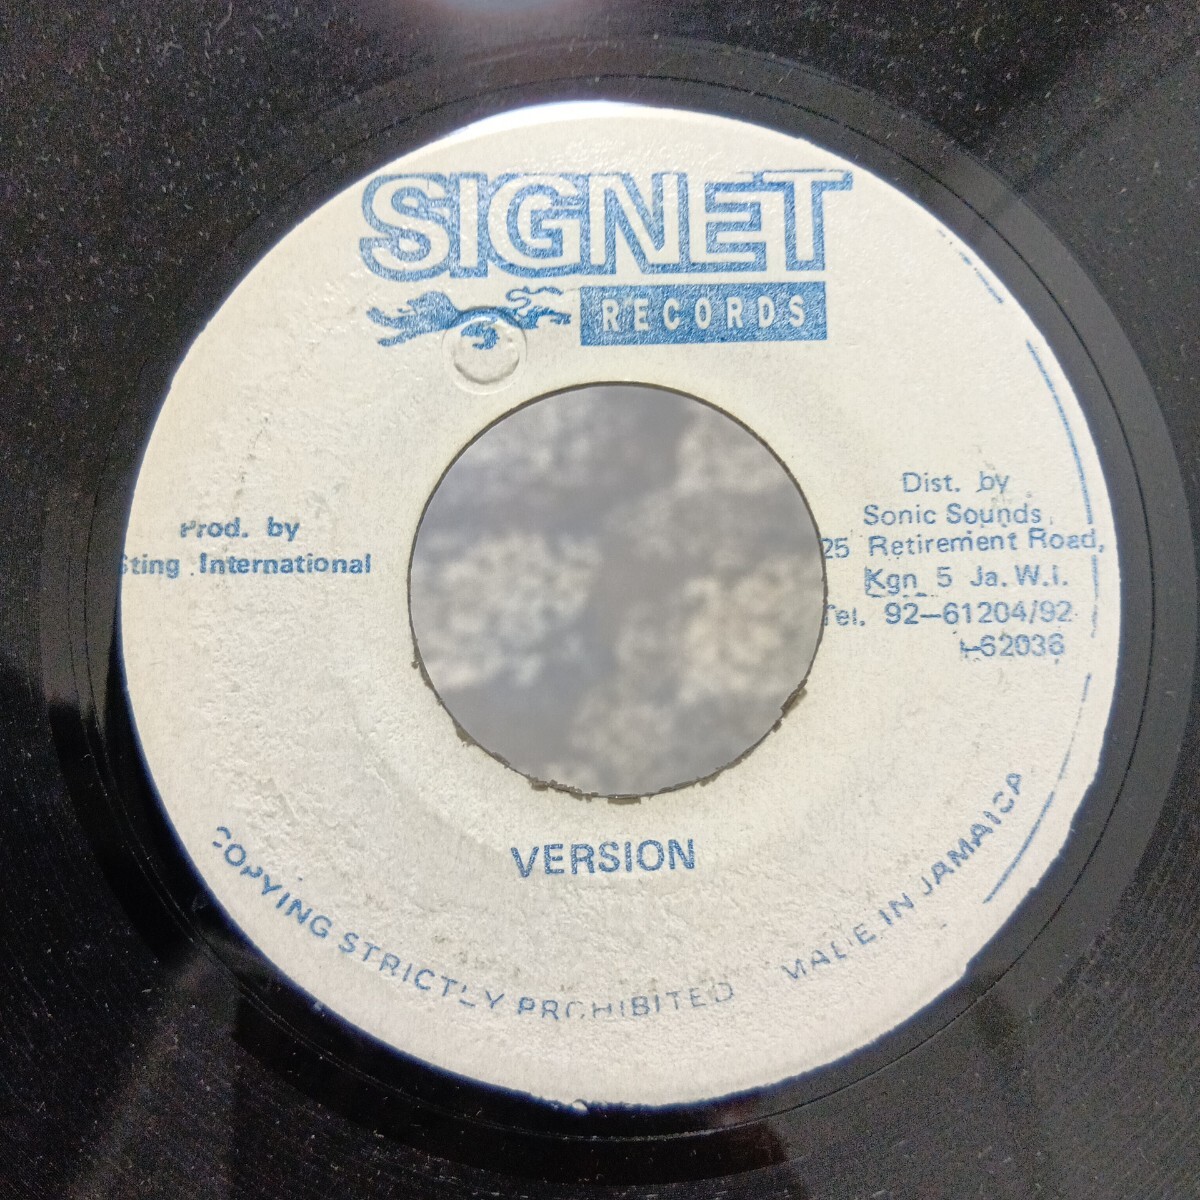 SIGNET
RECORDS
Prod. by
Sting International
Dist. by
Sonic Sounds,
25 Retirement Road,
Kgn 5 Ja. W.i.
Tel. 92-61204/92
-62036
VERSION
COPYING STRICTLY PROHIBITED MADE IN JAMAICA